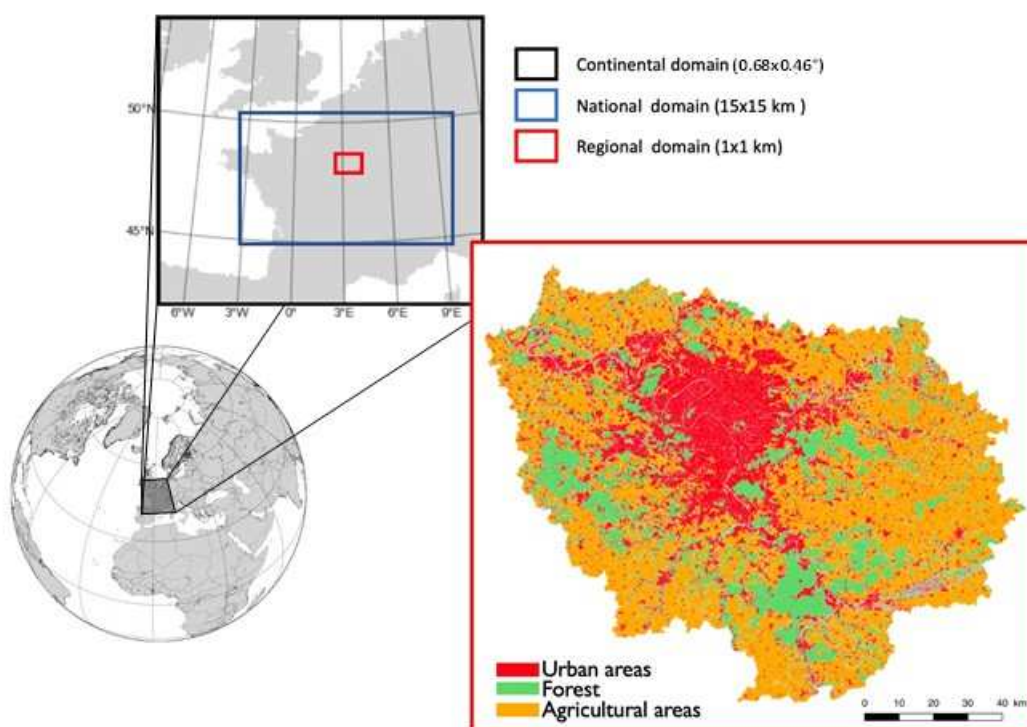 Continental domain (0.68x0.46°)
National domain (15x15 km )
Regional domain (1x1 km)
50°N
45°N
6°W 3°W 0° 3°E 6°E 9°E
Urban areas
Forest
Agricultural areas
0 10 20 30 40 km